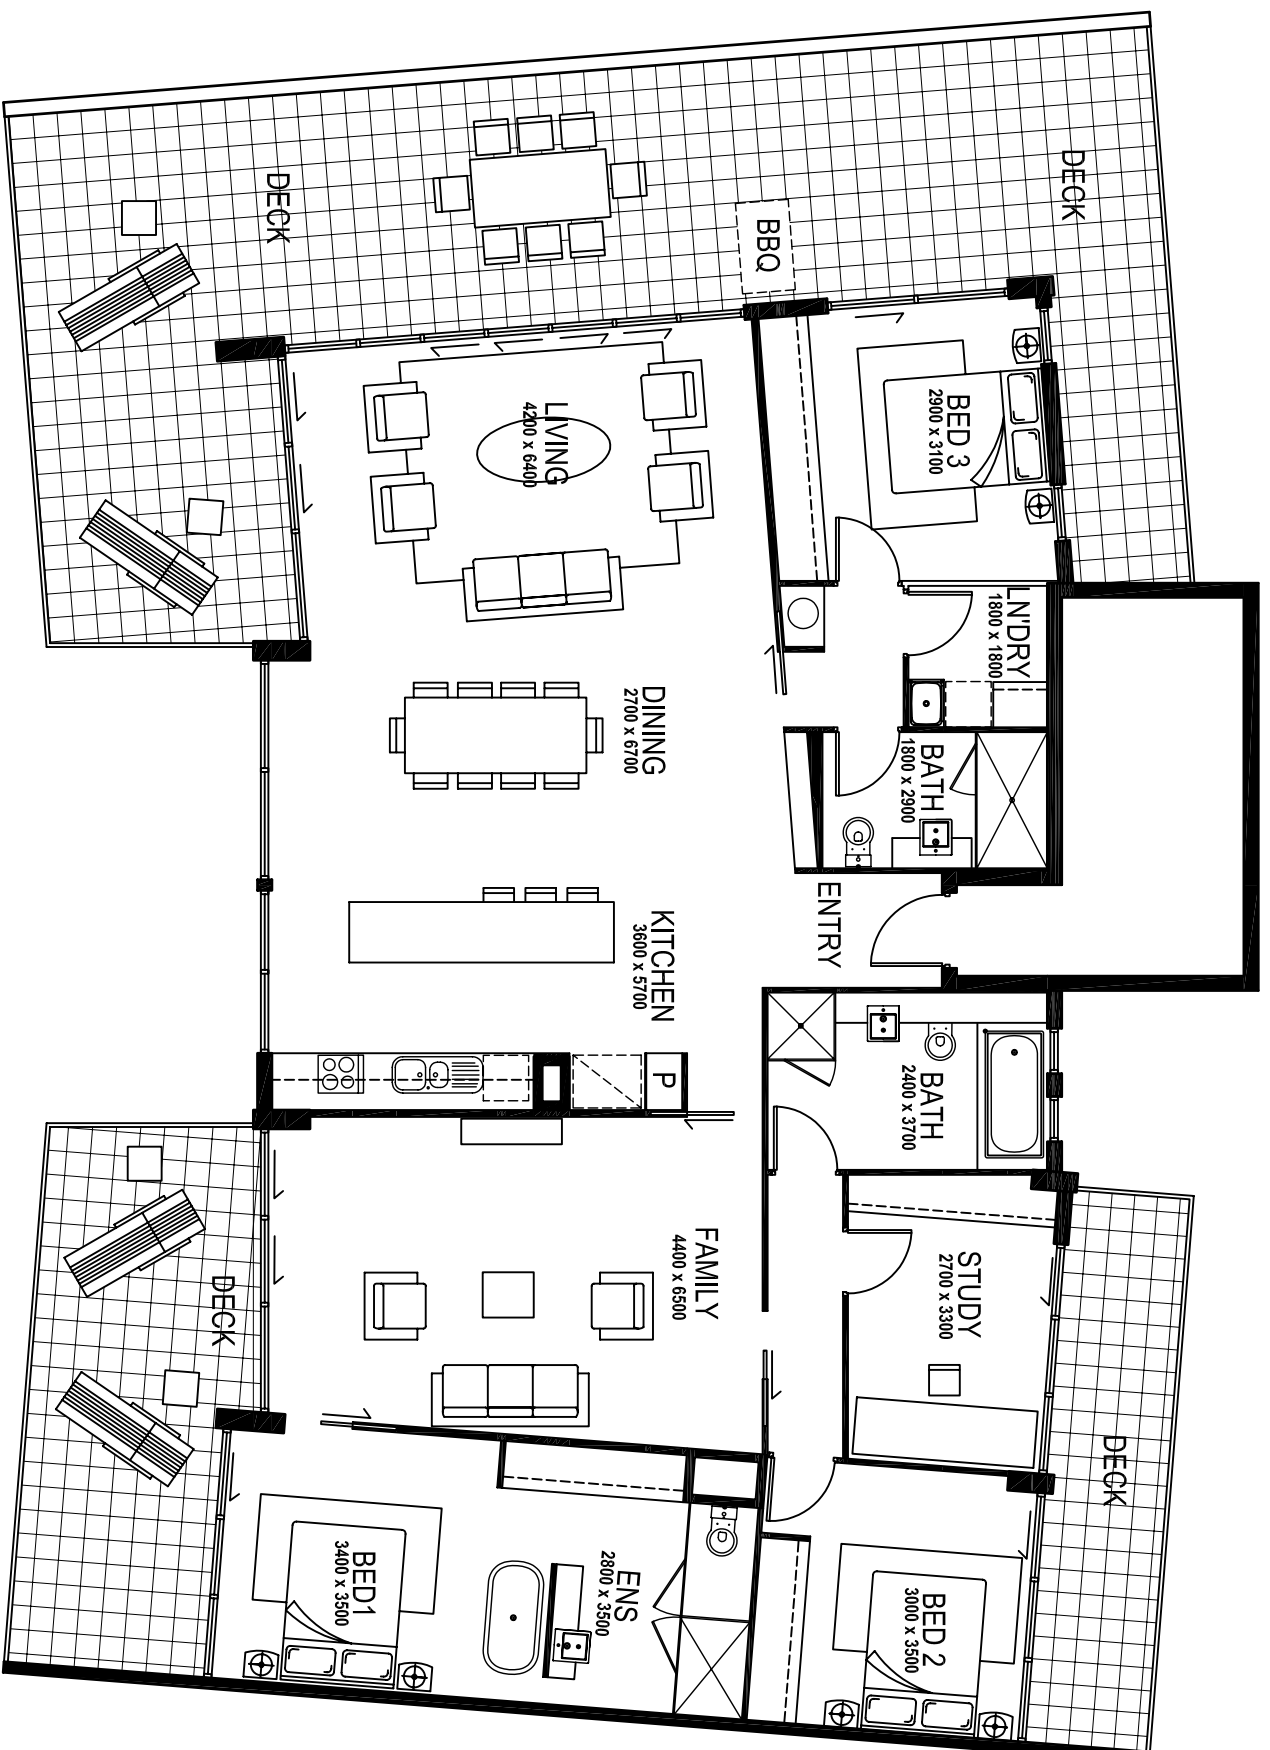 DECK
DECK
BBQ
BED 3
2900 x 3100
LIVING
4200 x 6400
LN'DRY
1800 x 1800
DINING
2700 x 6700
BATH
1800 x 2900
ENTRY
KITCHEN
3600 x 5700
P
BATH
2400 x 3700
FAMILY
4400 x 6500
STUDY
2700 x 3300
DECK
DECK
BED1
3400 x 3500
ENS
2800 x 3500
BED 2
3000 x 3500